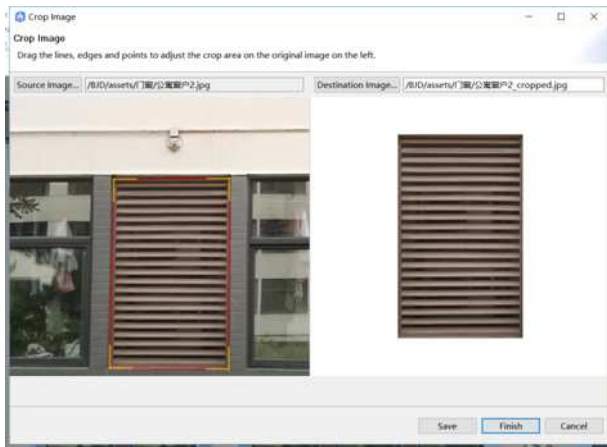 Crop Image
Crop Image
Drag the lines, edges and points to adjust the crop area on the original image on the left.
Source Image... /BJD/assets/门窗/公寓窗户2.jpg Destination Image... /BJD/assets/门窗/公寓窗户2_cropped.jpg
Save Finish Cancel